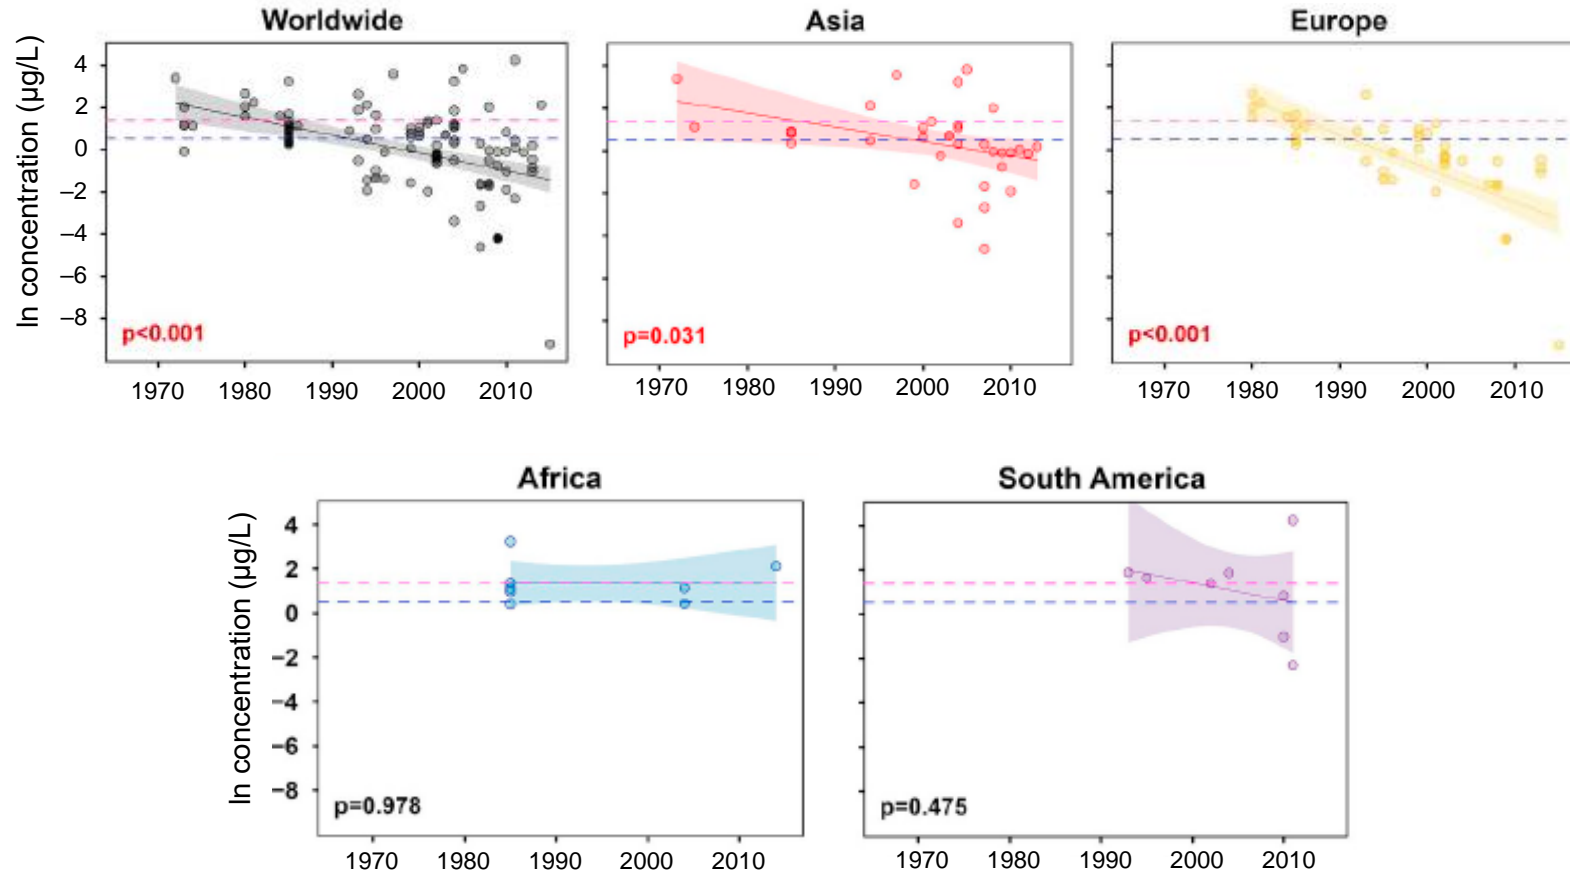 Worldwide
Asia
Europe
ln concentration (µg/L)
4
2
0
–2
–4
–6
–8
p<0.001
p=0.031
p<0.001
1970 1980 1990 2000 2010
1970 1980 1990 2000 2010
1970 1980 1990 2000 2010
Africa
South America
ln concentration (µg/L)
4
2
0
−2
−4
−6
−8
p=0.978
p=0.475
1970 1980 1990 2000 2010
1970 1980 1990 2000 2010